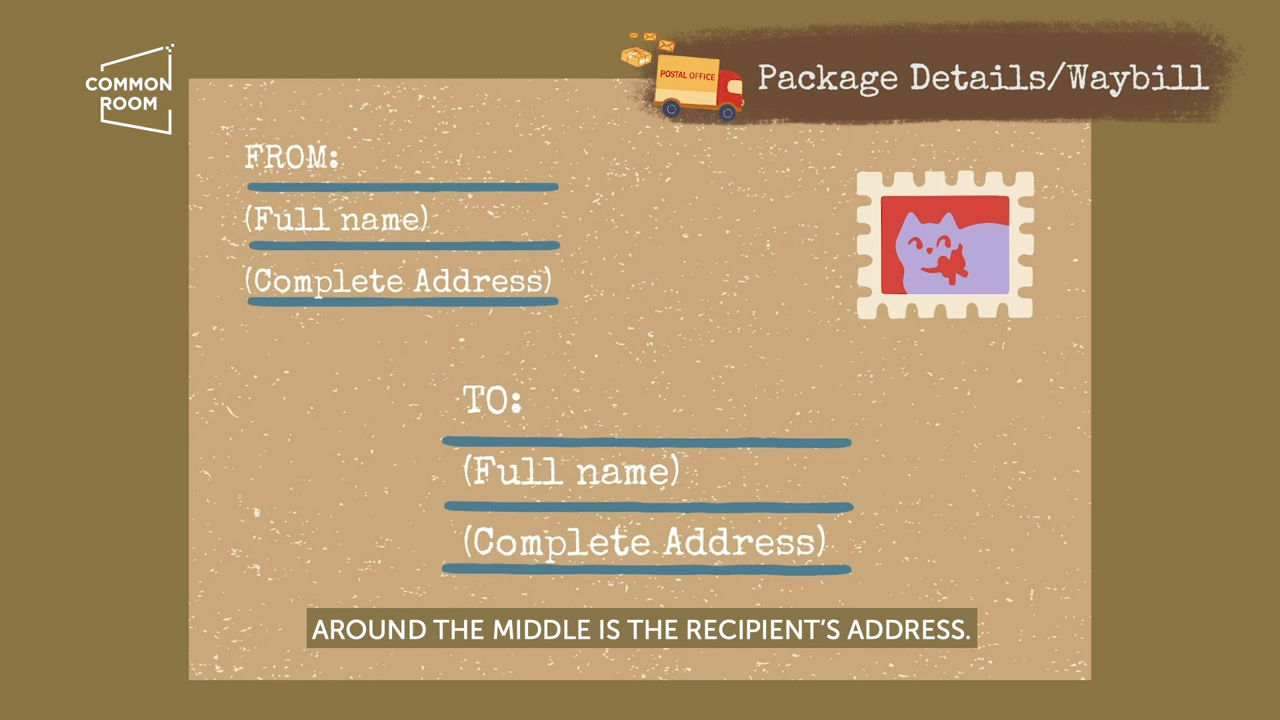 COMMON
ROOM
POSTAL OFFICE
Package Details/Waybill
FROM:
(Full name)
(Complete Address)
TO:
(Full name)
(Complete Address)
AROUND THE MIDDLE IS THE RECIPIENT'S ADDRESS.